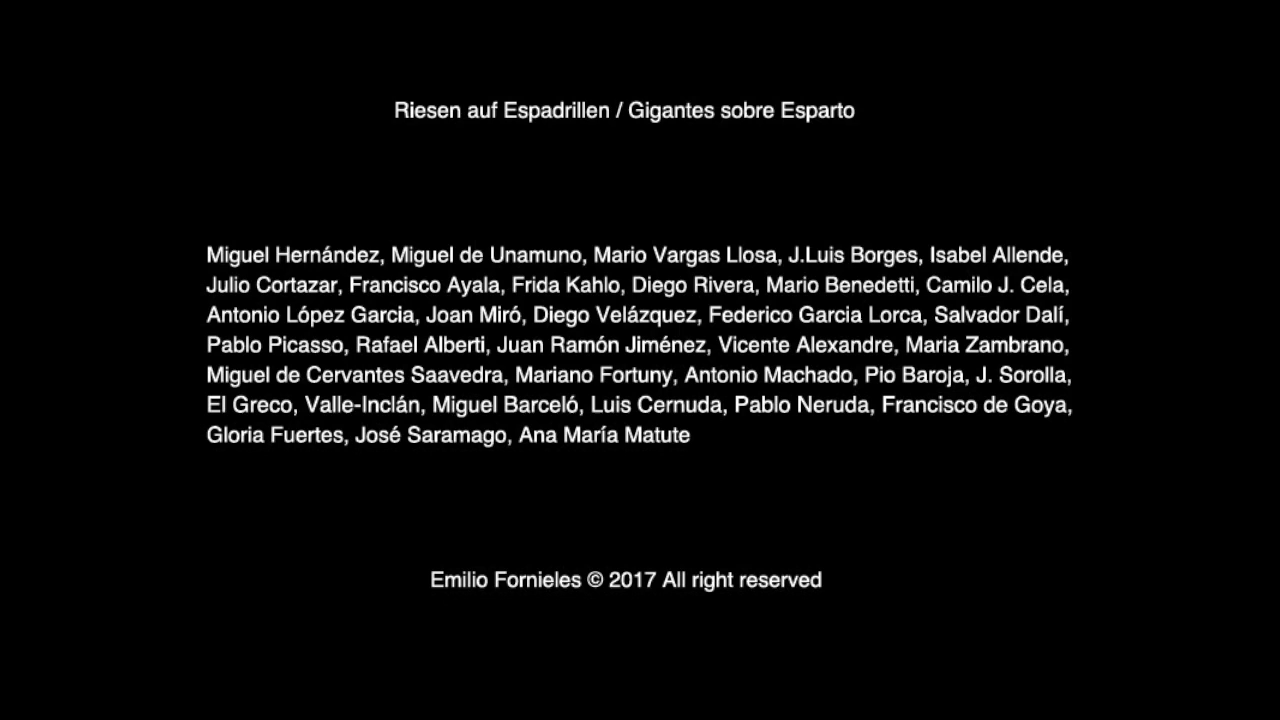 Riesen auf Espadrillen / Gigantes sobre Esparto
Miguel Hernández, Miguel de Unamuno, Mario Vargas Llosa, J.Luis Borges, Isabel Allende,
Julio Cortazar, Francisco Ayala, Frida Kahlo, Diego Rivera, Mario Benedetti, Camilo J. Cela,
Antonio López Garcia, Joan Miró, Diego Velázquez, Federico Garcia Lorca, Salvador Dalí,
Pablo Picasso, Rafael Alberti, Juan Ramón Jiménez, Vicente Alexandre, Maria Zambrano,
Miguel de Cervantes Saavedra, Mariano Fortuny, Antonio Machado, Pio Baroja, J. Sorolla,
El Greco, Valle-Inclán, Miguel Barceló, Luis Cernuda, Pablo Neruda, Francisco de Goya,
Gloria Fuertes, José Saramago, Ana María Matute
Emilio Fornieles © 2017 All right reserved